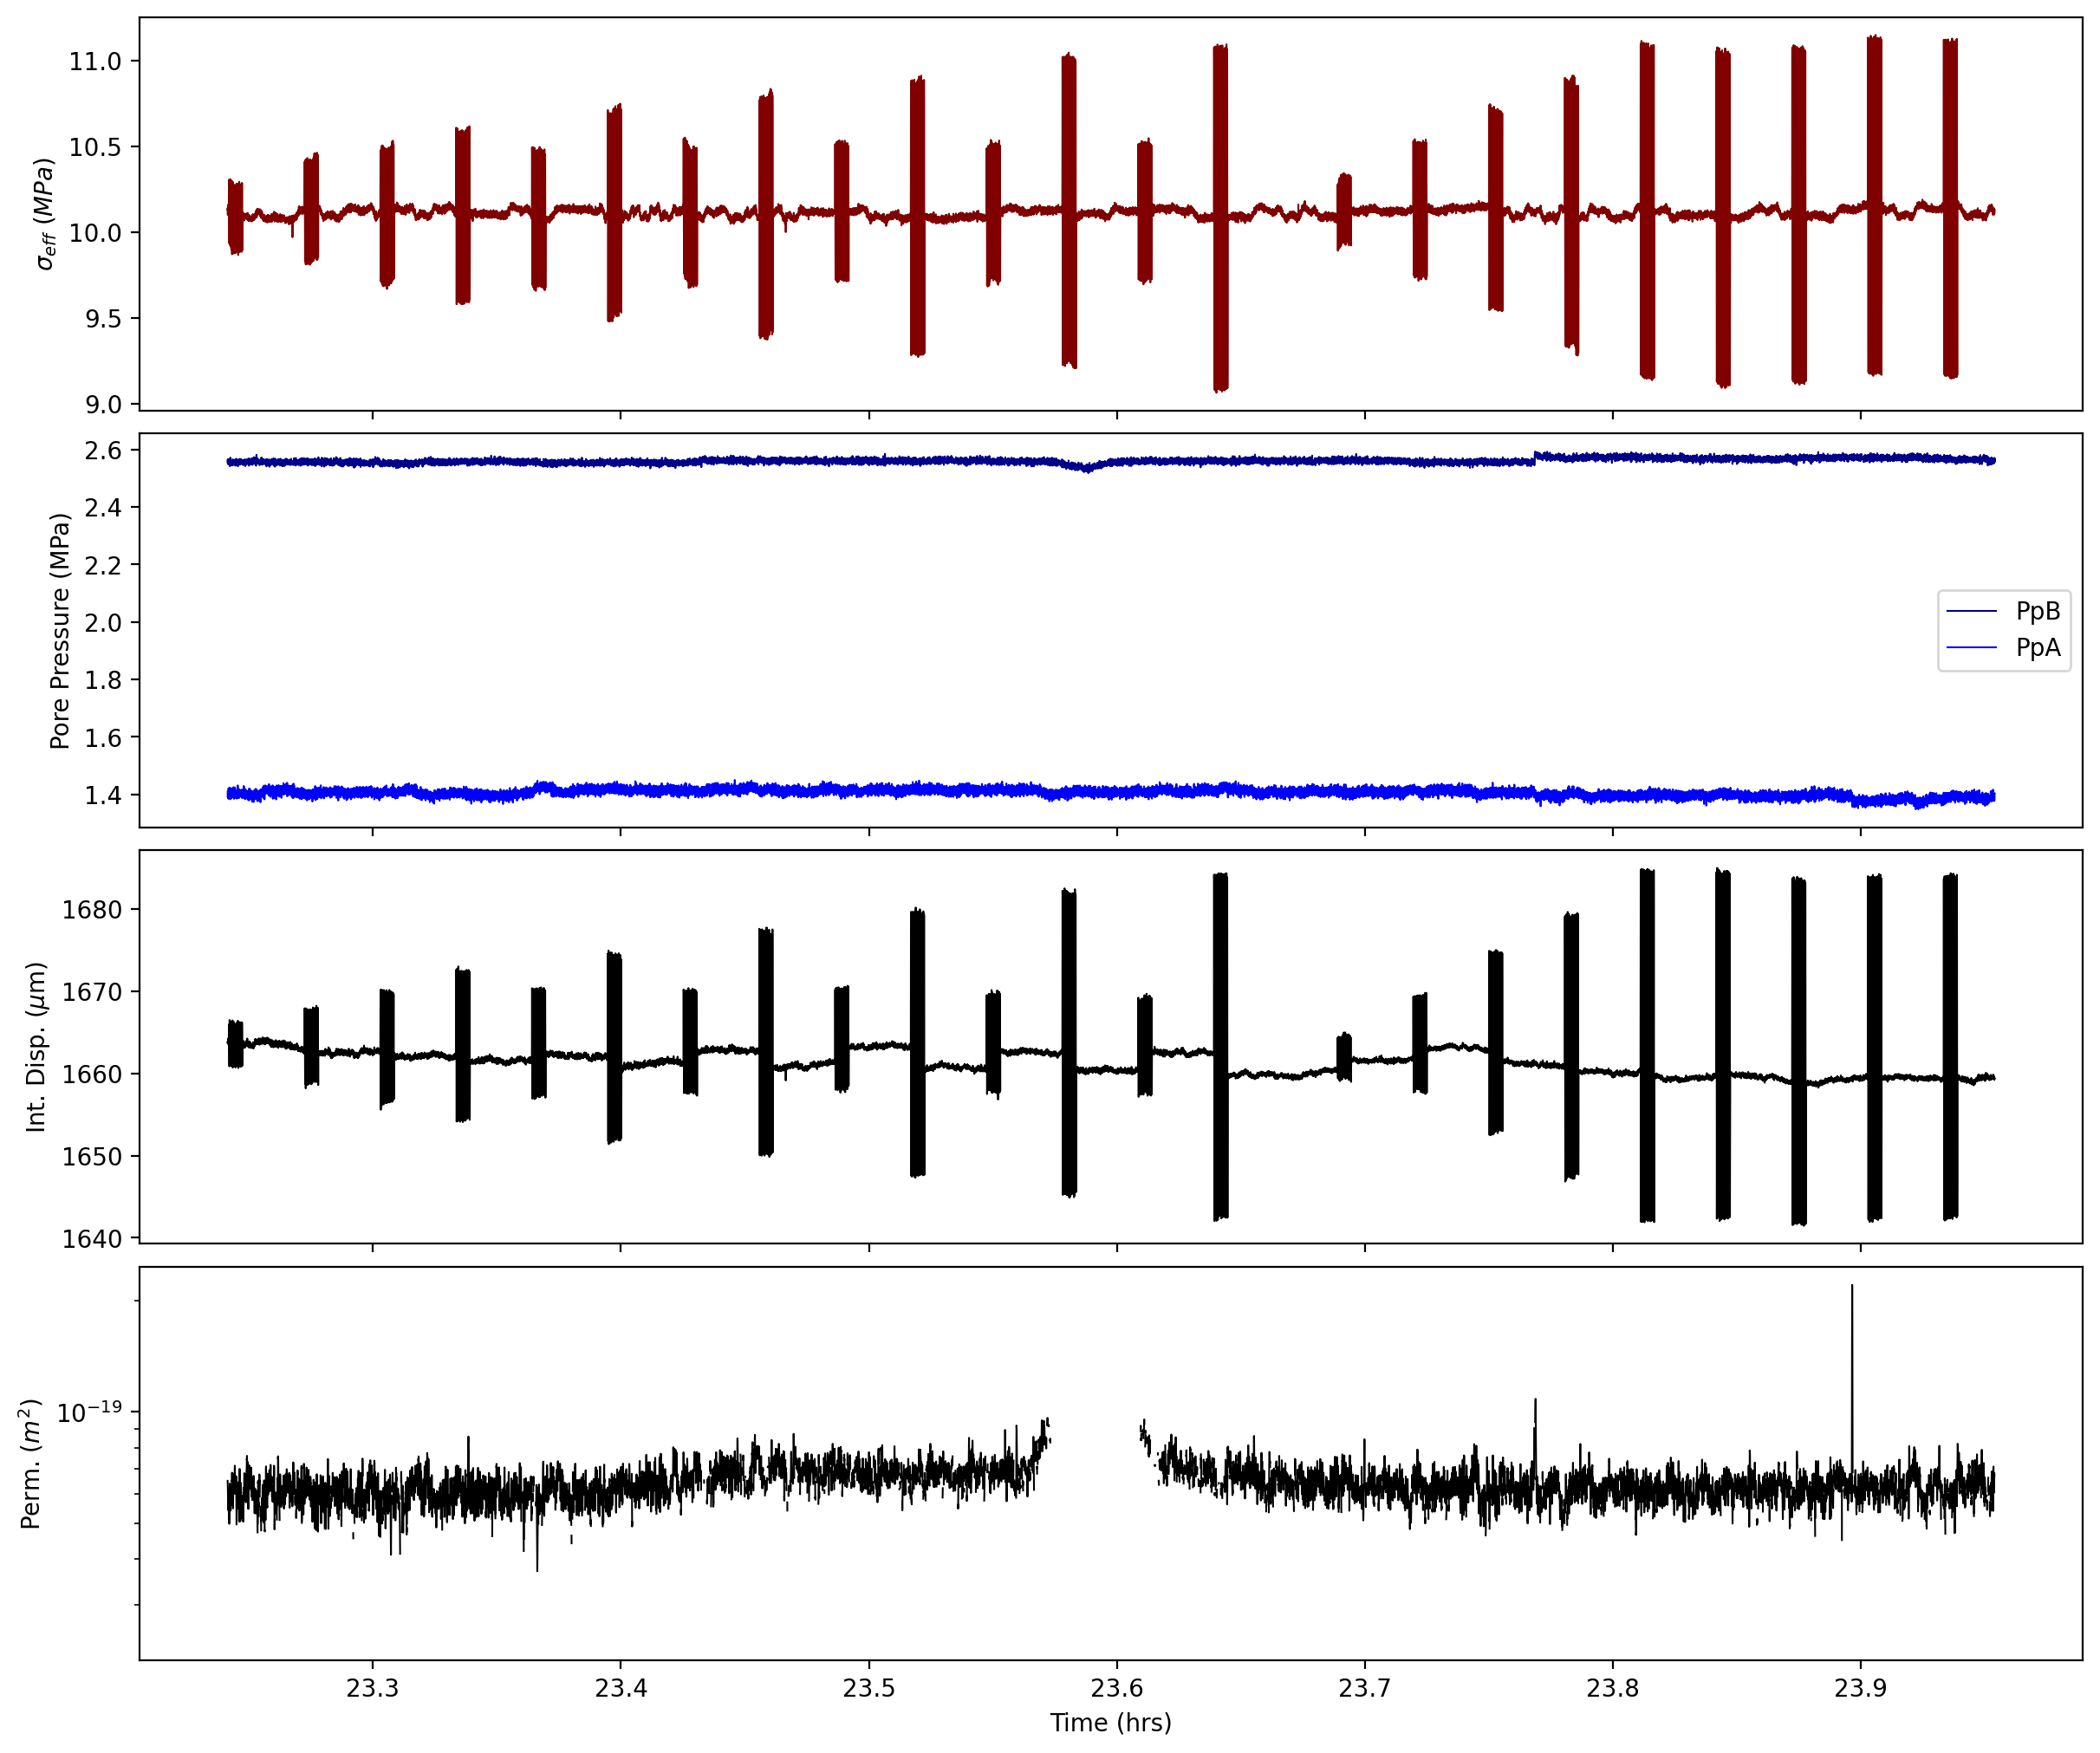 11.0
10.5
10.0
9.5
9.0
σeff (MPa)
2.6
2.4
2.2
2.0
1.8
1.6
1.4
Pore Pressure (MPa)
PpB
PpA
1680
1670
1660
1650
1640
Int. Disp. (μm)
10⁻¹⁹
Perm. (m²)
23.3 23.4 23.5 23.6 23.7 23.8 23.9
Time (hrs)